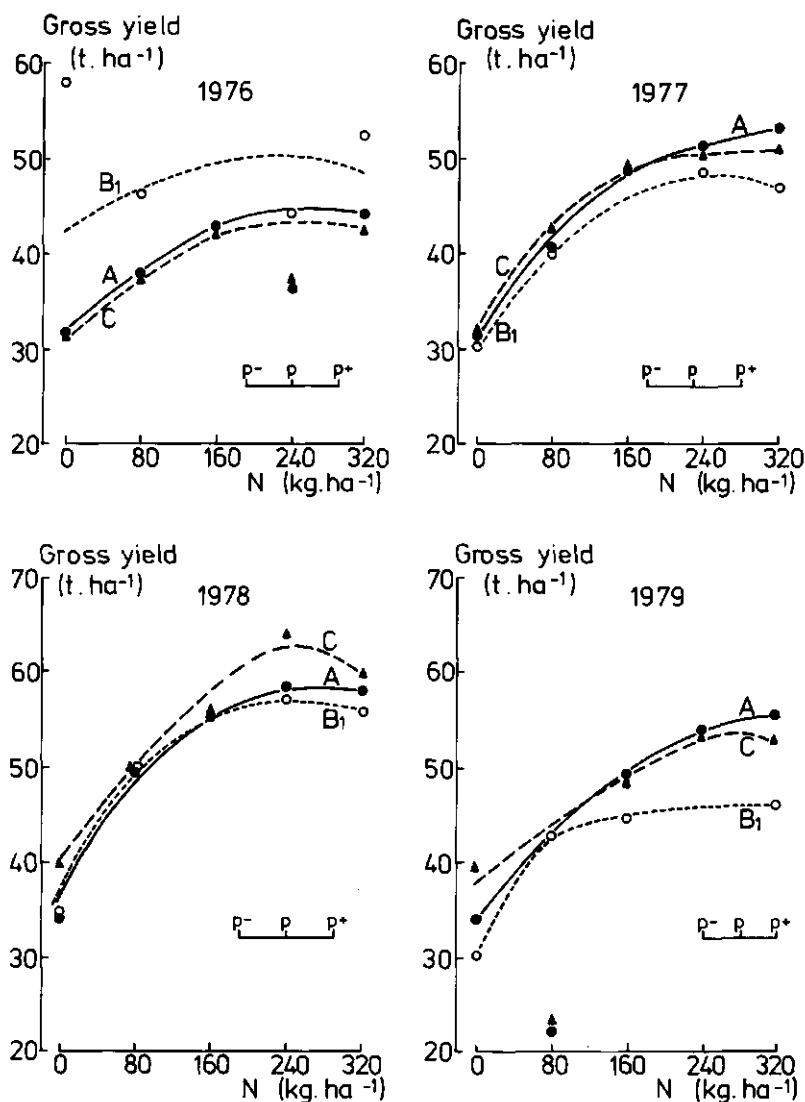 Gross yield
(t. ha⁻¹)
1976
60
50
40
30
20
B₁
A
C
p- p p+
0 80 160 240 320
N (kg.ha⁻¹)
Gross yield
(t. ha⁻¹)
1977
60
50
40
30
20
A
C
B₁
p- p p+
0 80 160 240 320
N (kg.ha⁻¹)
Gross yield
(t. ha⁻¹)
1978
70
60
50
40
30
20
C
A
B₁
p- p p+
0 80 160 240 320
N (kg.ha⁻¹)
Gross yield
(t. ha⁻¹)
1979
70
60
50
40
30
20
A
C
B₁
p- p p+
0 80 160 240 320
N (kg.ha⁻¹)